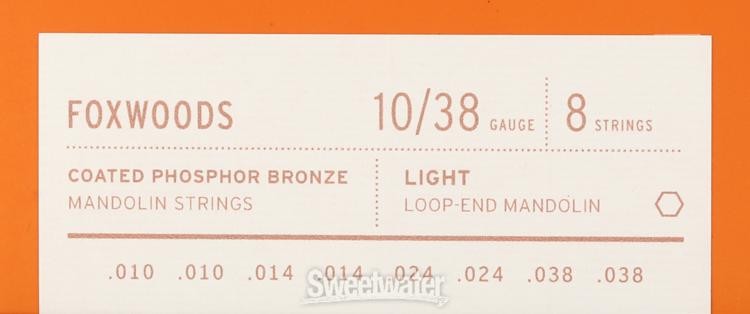 FOXWOODS 10/38 GAUGE 8 STRINGS
COATED PHOSPHOR BRONZE LIGHT
MANDOLIN STRINGS LOOP-END MANDOLIN
.010 .010 .014 .014 .024 .024 .038 .038
Sweetwater